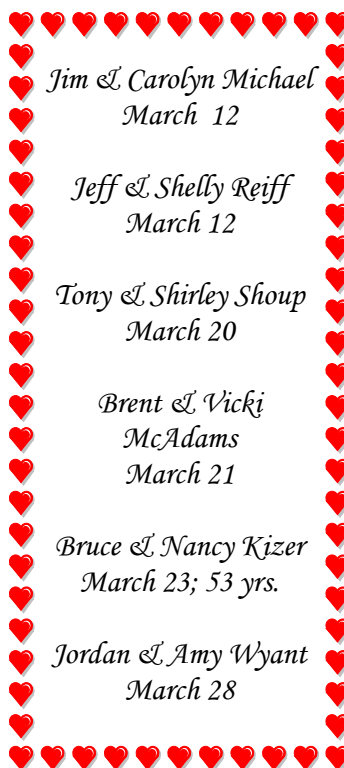 Jim & Carolyn Michael
March 12
Jeff & Shelly Reiff
March 12
Tony & Shirley Shoup
March 20
Brent & Vicki
McAdams
March 21
Bruce & Nancy Kizer
March 23; 53 yrs.
Jordan & Amy Wyant
March 28